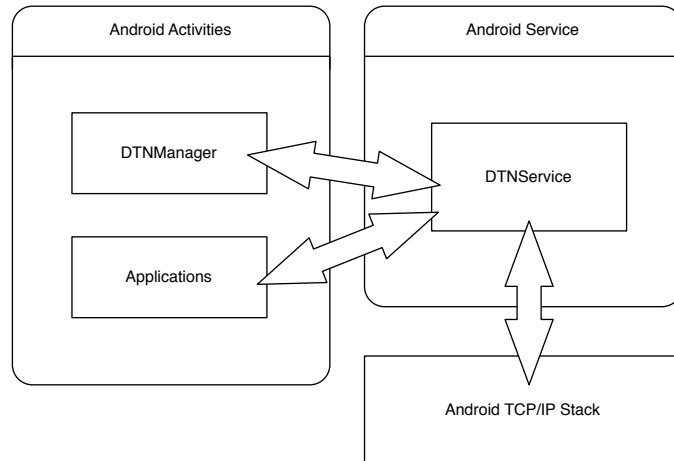 Android Activities
Android Service
DTNManager
DTNService
Applications
Android TCP/IP Stack